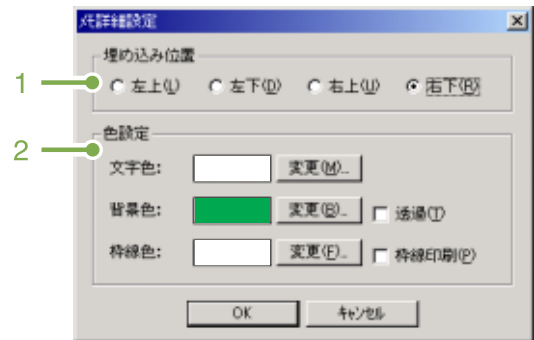 メモ詳細設定
埋め込み位置
1
左上(L) 左下(D) 右上(U) 右下(R)
色設定
2
文字色: 変更(M)...
背景色: 変更(B)... 透過(T)
枠線色: 変更(F)... 枠線印刷(P)
OK キャンセル